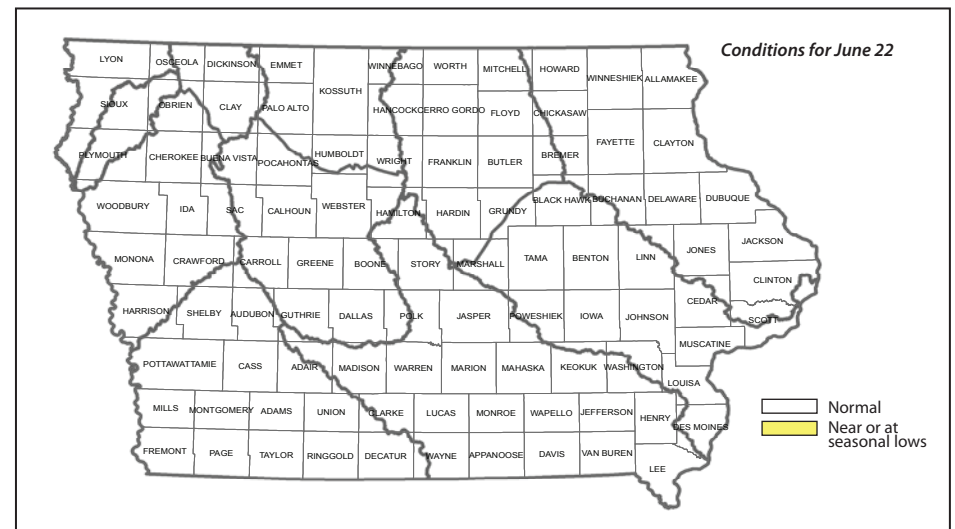 Conditions for June 22
LYON OSCEOLA DICKINSON EMMET WINNEBAGO WORTH MITCHELL HOWARD WINNESHIEK ALLAMAKEE
KOSSUTH
SIOUX OBRIEN CLAY PALO ALTO HANCOCK CERRO GORDO FLOYD CHICKASAW
PLYMOUTH CHEROKEE BUENA VISTA POCAHONTAS HUMBOLDT WRIGHT FRANKLIN BUTLER BREMER FAYETTE CLAYTON
WOODBURY IDA SAC CALHOUN WEBSTER HAMILTON HARDIN GRUNDY BLACK HAWK BUCHANAN DELAWARE DUBUQUE
MONONA CRAWFORD CARROLL GREENE BOONE STORY MARSHALL TAMA BENTON LINN JONES JACKSON
CLINTON
HARRISON SHELBY AUDUBON GUTHRIE DALLAS POLK JASPER POWESHIEK IOWA JOHNSON CEDAR SCOTT
MUSCATINE
POTTAWATTAMIE CASS ADAIR MADISON WARREN MARION MAHASKA KEOKUK WASHINGTON LOUISA
MILLS MONTGOMERY ADAMS UNION CLARKE LUCAS MONROE WAPELLO JEFFERSON HENRY DES MOINES
FREMONT PAGE TAYLOR RINGGOLD DECATUR WAYNE APPANOOSE DAVIS VAN BUREN LEE
Normal
Near or at
seasonal lows